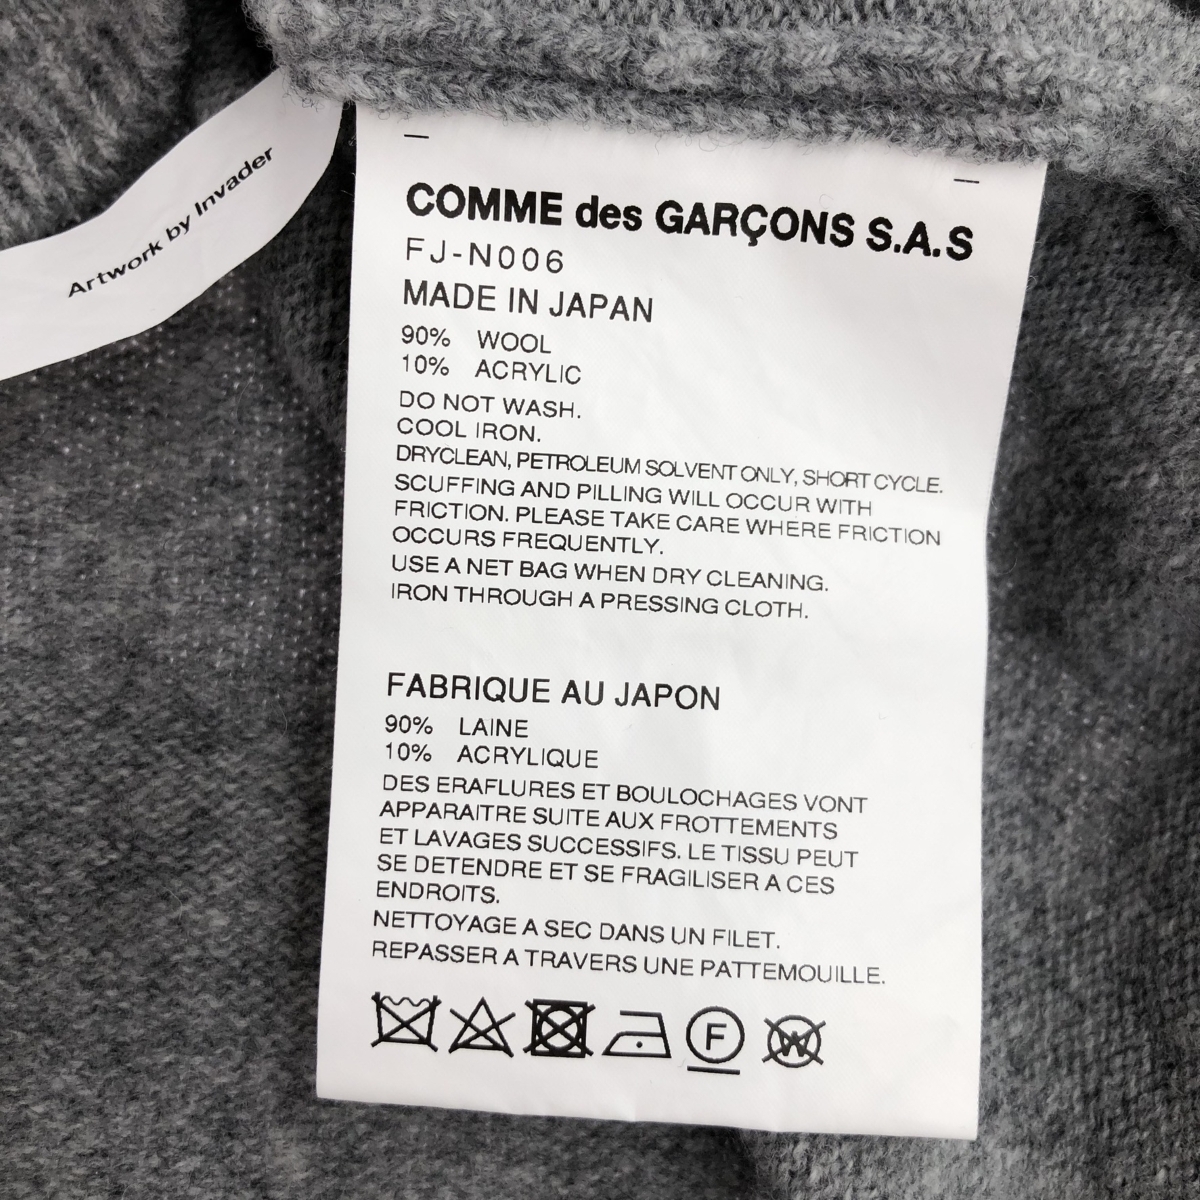 Artwork by Invader
COMME des GARÇONS S.A.S
FJ-N006
MADE IN JAPAN
90% WOOL
10% ACRYLIC
DO NOT WASH.
COOL IRON.
DRYCLEAN, PETROLEUM SOLVENT ONLY, SHORT CYCLE.
SCUFFING AND PILLING WILL OCCUR WITH
FRICTION. PLEASE TAKE CARE WHERE FRICTION
OCCURS FREQUENTLY.
USE A NET BAG WHEN DRY CLEANING.
IRON THROUGH A PRESSING CLOTH.
FABRIQUE AU JAPON
90% LAINE
10% ACRYLIQUE
DES ERAFLURES ET BOULOCHAGES VONT
APPARAITRE SUITE AUX FROTTEMENTS
ET LAVAGES SUCCESSIFS. LE TISSU PEUT
SE DETENDRE ET SE FRAGILISER A CES
ENDROITS.
NETTOYAGE A SEC DANS UN FILET.
REPASSER A TRAVERS UNE PATTEMOUILLE.
F W